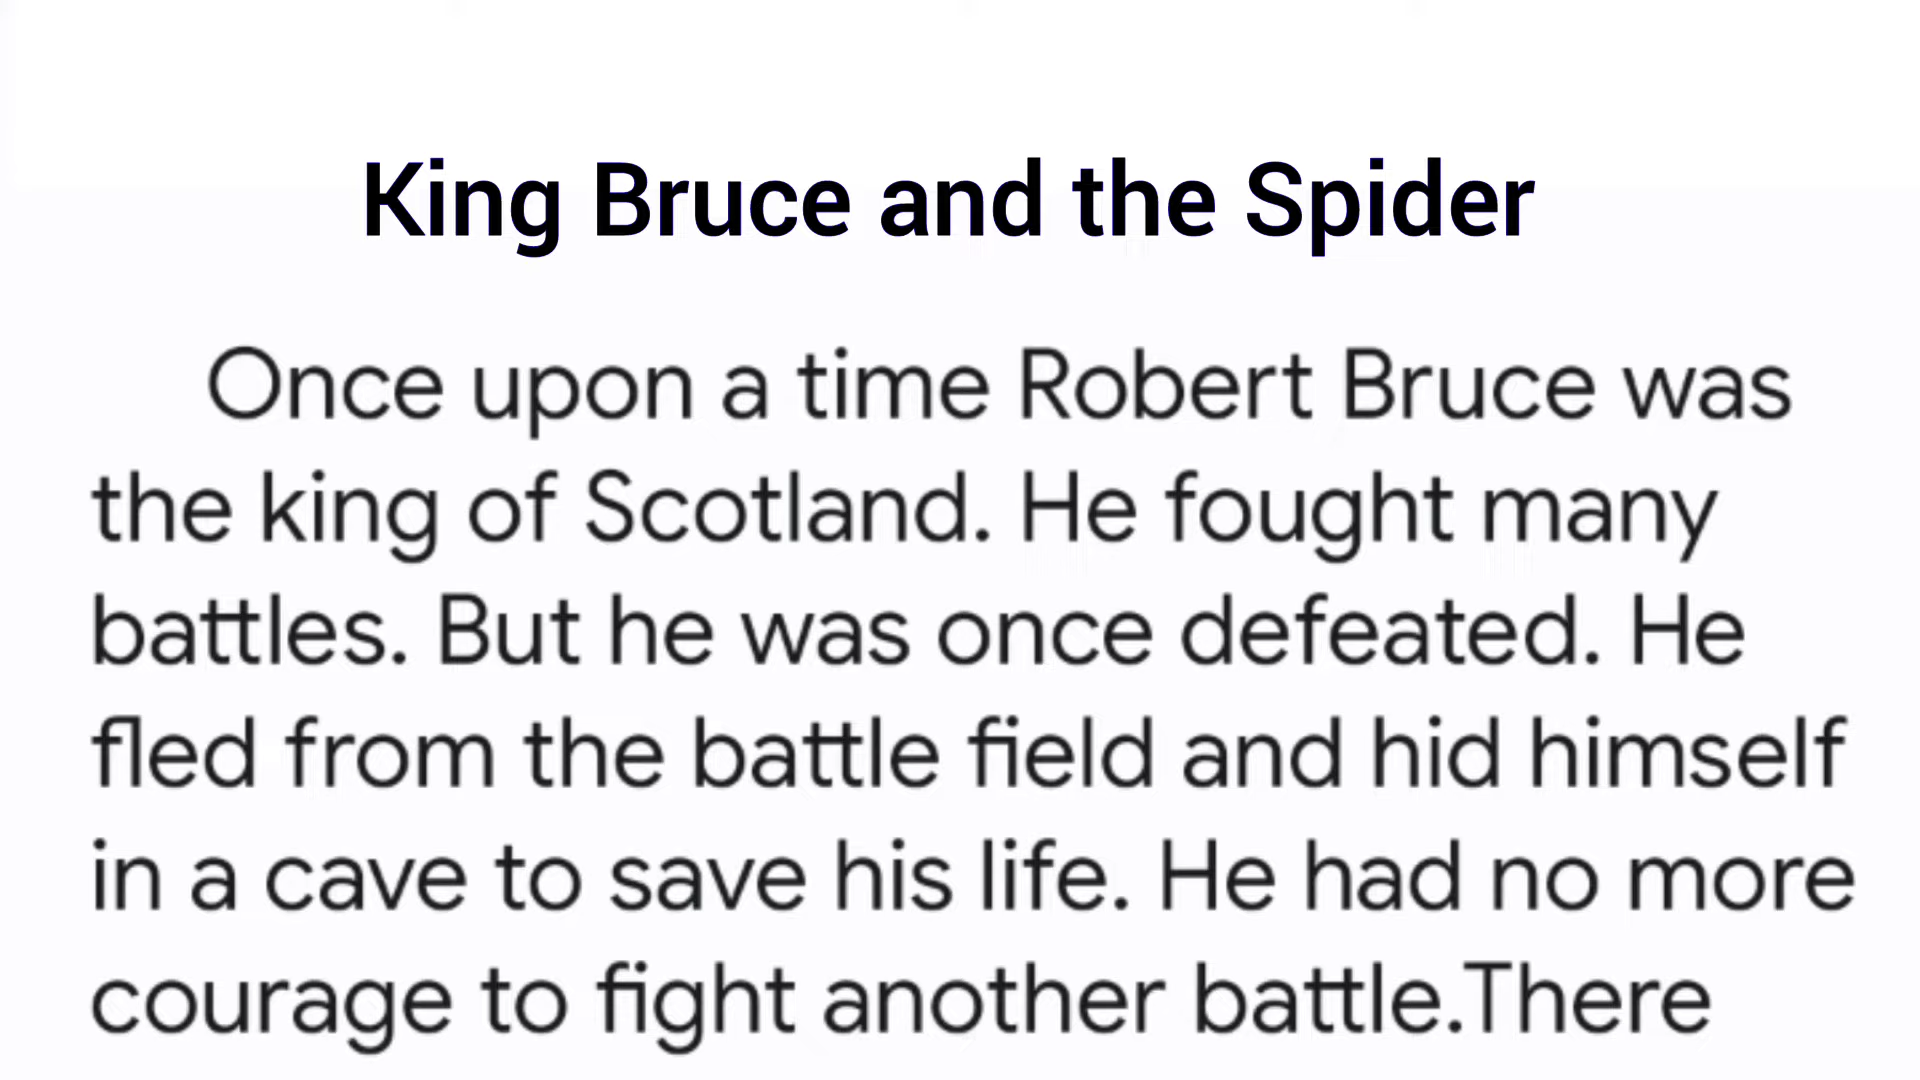 King Bruce and the Spider
Once upon a time Robert Bruce was
the king of Scotland. He fought many
battles. But he was once defeated. He
fled from the battle field and hid himself
in a cave to save his life. He had no more
courage to fight another battle.There